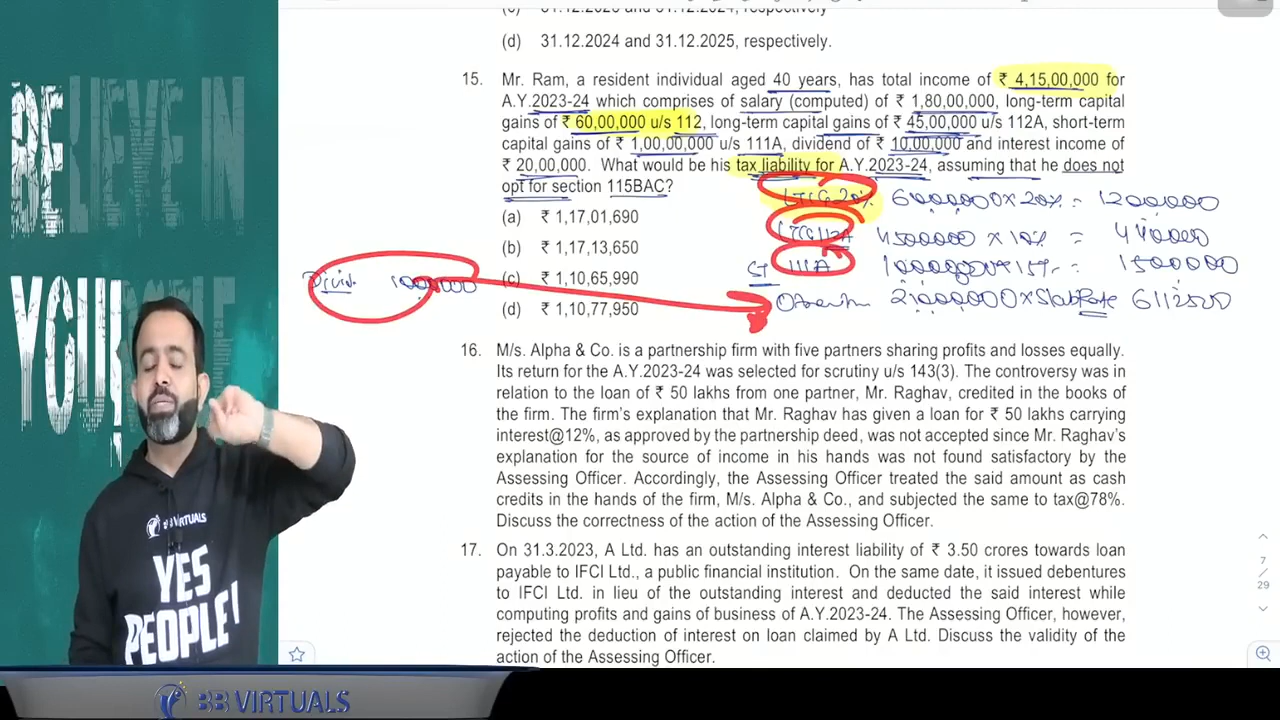 BELIEVE IN
YOURSELF
BB VIRTUALS
YES
PEOPLE!
(d) 31.12.2024 and 31.12.2025, respectively.
15. Mr. Ram, a resident individual aged 40 years, has total income of ₹ 4,15,00,000 for
A.Y.2023-24 which comprises of salary (computed) of ₹ 1,80,00,000, long-term capital
gains of ₹ 60,00,000 u/s 112, long-term capital gains of ₹ 45,00,000 u/s 112A, short-term
capital gains of ₹ 1,00,00,000 u/s 111A, dividend of ₹ 10,00,000 and interest income of
₹ 20,00,000. What would be his tax liability for A.Y.2023-24, assuming that he does not
opt for section 115BAC?
LTCG 20% 6000000 x 20% = 1200000
(a) ₹ 1,17,01,690
LTCG 112A 4500000 x 10% = 440000
(b) ₹ 1,17,13,650
ST 111A 10000000 x 15% = 1500000
(c) ₹ 1,10,65,990
1000000
21000000 x Slab Rate 6112500
(d) ₹ 1,10,77,950
16. M/s. Alpha & Co. is a partnership firm with five partners sharing profits and losses equally.
Its return for the A.Y.2023-24 was selected for scrutiny u/s 143(3). The controversy was in
relation to the loan of ₹ 50 lakhs from one partner, Mr. Raghav, credited in the books of
the firm. The firm's explanation that Mr. Raghav has given a loan for ₹ 50 lakhs carrying
interest@12%, as approved by the partnership deed, was not accepted since Mr. Raghav's
explanation for the source of income in his hands was not found satisfactory by the
Assessing Officer. Accordingly, the Assessing Officer treated the said amount as cash
credits in the hands of the firm, M/s. Alpha & Co., and subjected the same to tax@78%.
Discuss the correctness of the action of the Assessing Officer.
17. On 31.3.2023, A Ltd. has an outstanding interest liability of ₹ 3.50 crores towards loan
payable to IFCI Ltd., a public financial institution. On the same date, it issued debentures
to IFCI Ltd. in lieu of the outstanding interest and deducted the said interest while
computing profits and gains of business of A.Y.2023-24. The Assessing Officer, however,
rejected the deduction of interest on loan claimed by A Ltd. Discuss the validity of the
action of the Assessing Officer.
7
/
29
BB VIRTUALS